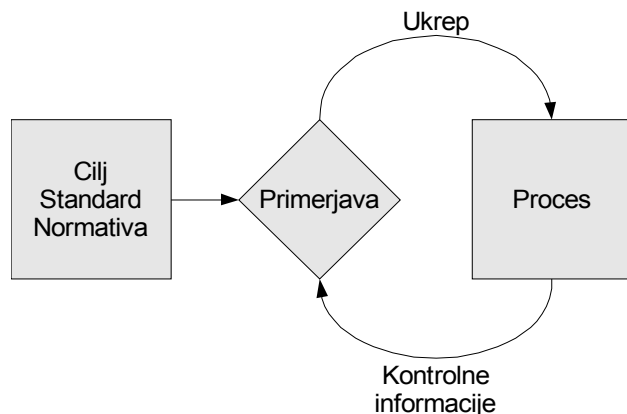 Ukrep
Cilj
Standard
Normativa
Primerjava
Proces
Kontrolne
informacije